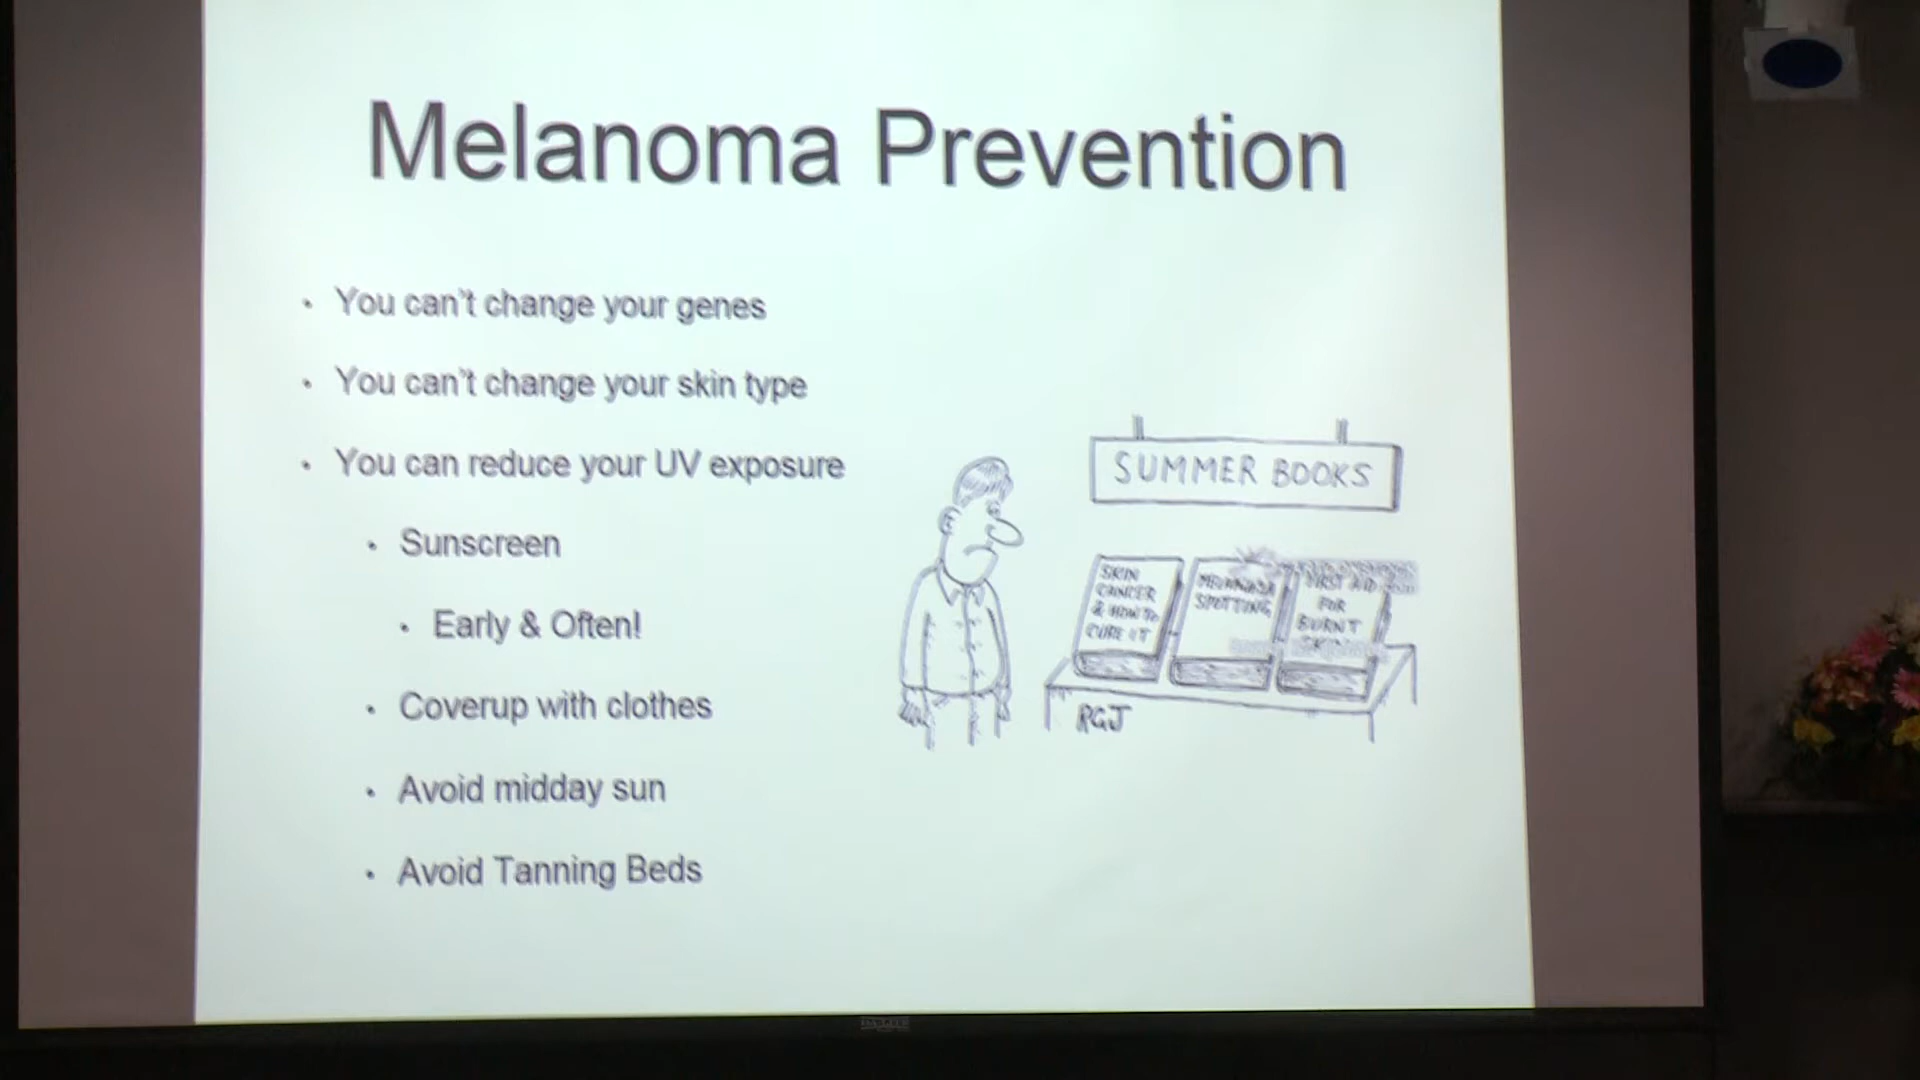 Melanoma Prevention
• You can't change your genes
• You can't change your skin type
• You can reduce your UV exposure
• Sunscreen
• Early & Often!
• Coverup with clothes
• Avoid midday sun
• Avoid Tanning Beds
SUMMER BOOKS
SKIN
CANCER
& HOW TO
CURE IT
MELANOMA
SPOTTING
FIRST AID
FOR
BURNT
SKIN
RGJ